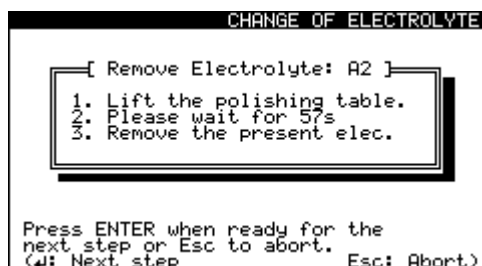 CHANGE OF ELECTROLYTE
[ Remove Electrolyte: A2 ]
1. Lift the polishing table.
2. Please wait for 57s
3. Remove the present elec.
Press ENTER when ready for the
next step or Esc to abort.
(↵: Next step Esc: Abort)